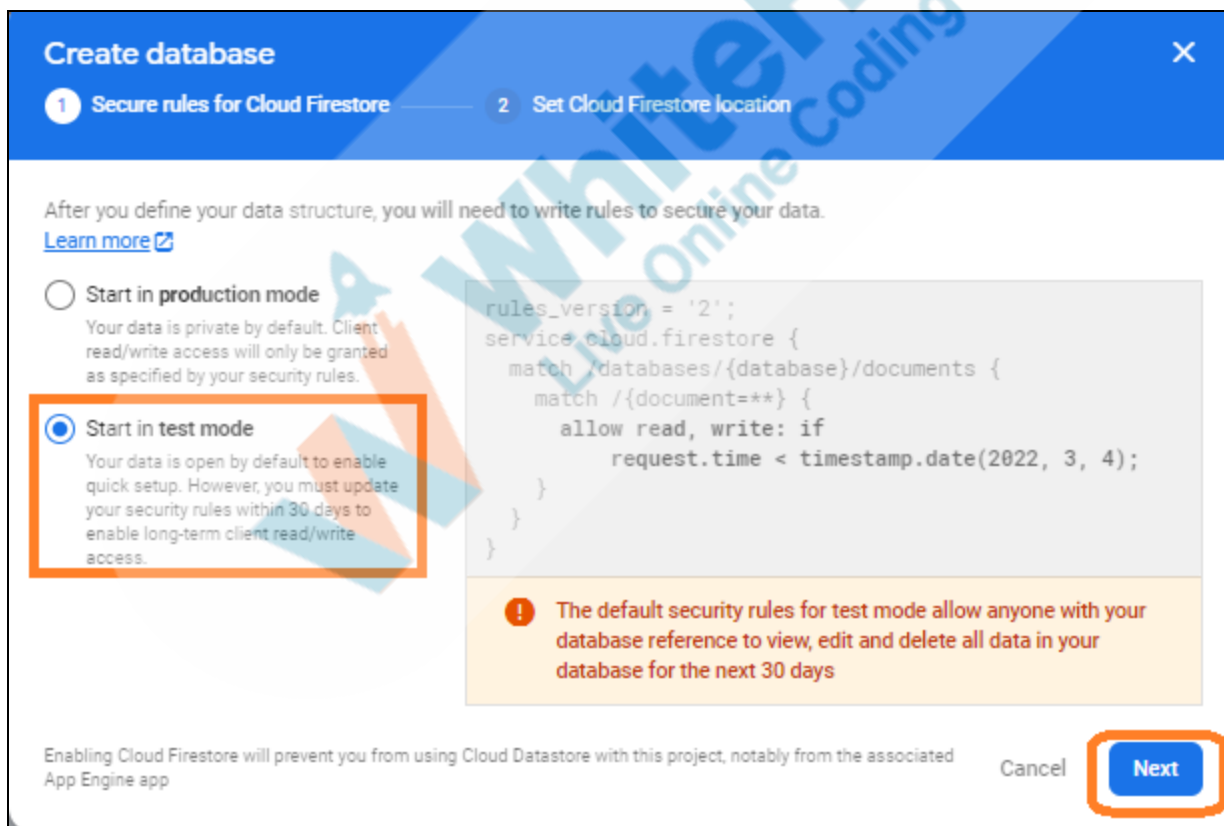 Create database
1 Secure rules for Cloud Firestore
2 Set Cloud Firestore location
After you define your data structure, you will need to write rules to secure your data.
Learn more
Start in production mode
Your data is private by default. Client
read/write access will only be granted
as specified by your security rules.
Start in test mode
Your data is open by default to enable
quick setup. However, you must update
your security rules within 30 days to
enable long-term client read/write
access.
rules_version = '2';
service cloud.firestore {
match /databases/{database}/documents {
match /{document=**} {
allow read, write: if
request.time < timestamp.date(2022, 3, 4);
}
}
}
The default security rules for test mode allow anyone with your
database reference to view, edit and delete all data in your
database for the next 30 days
Enabling Cloud Firestore will prevent you from using Cloud Datastore with this project, notably from the associated
App Engine app
Cancel
Next
Live Online Coding